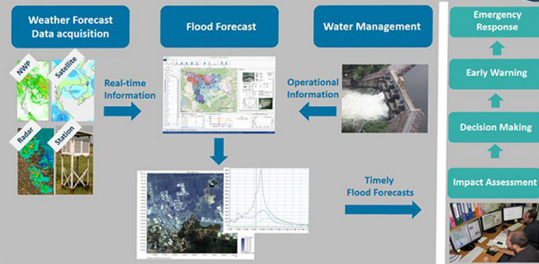 Weather Forecast
Data acquisition
Flood Forecast
Water Management
Emergency
Response
NWP
Satellite
Real-time
Information
Operational
Information
Early Warning
Radar
Station
Decision Making
Timely
Flood Forecasts
Impact Assessment